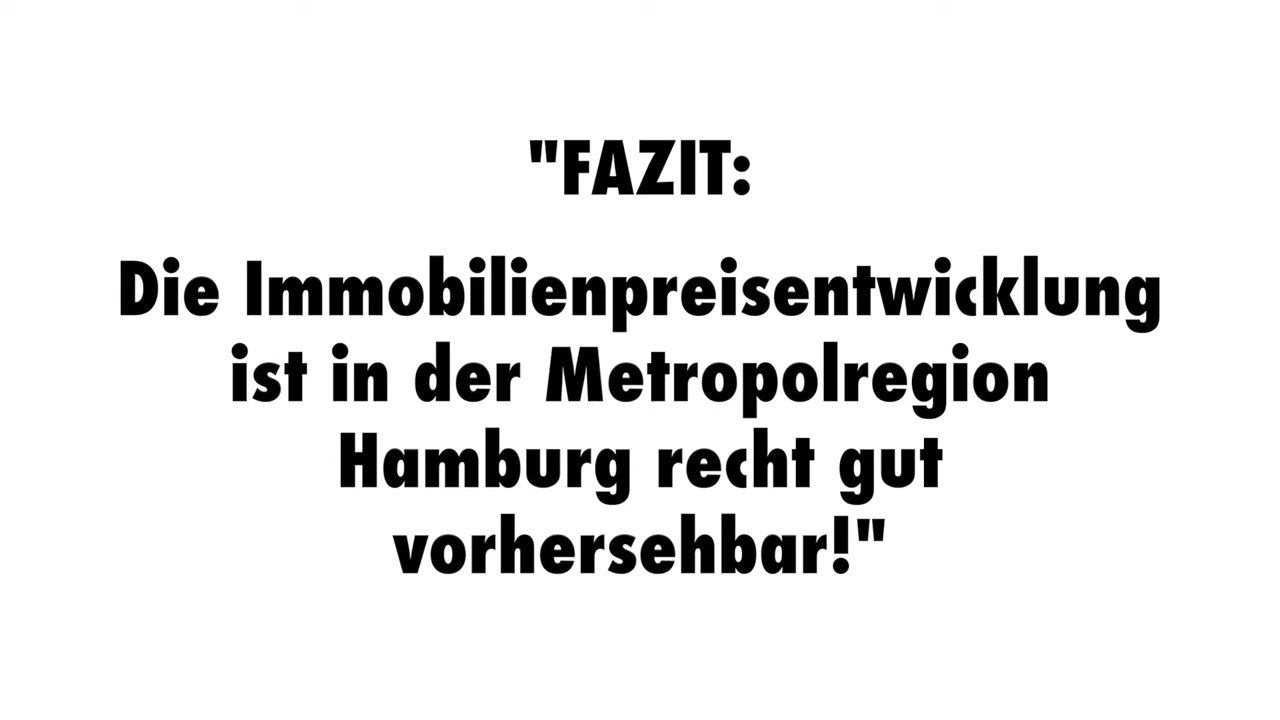 "FAZIT:
Die Immobilienpreisentwicklung
ist in der Metropolregion
Hamburg recht gut
vorhersehbar!"